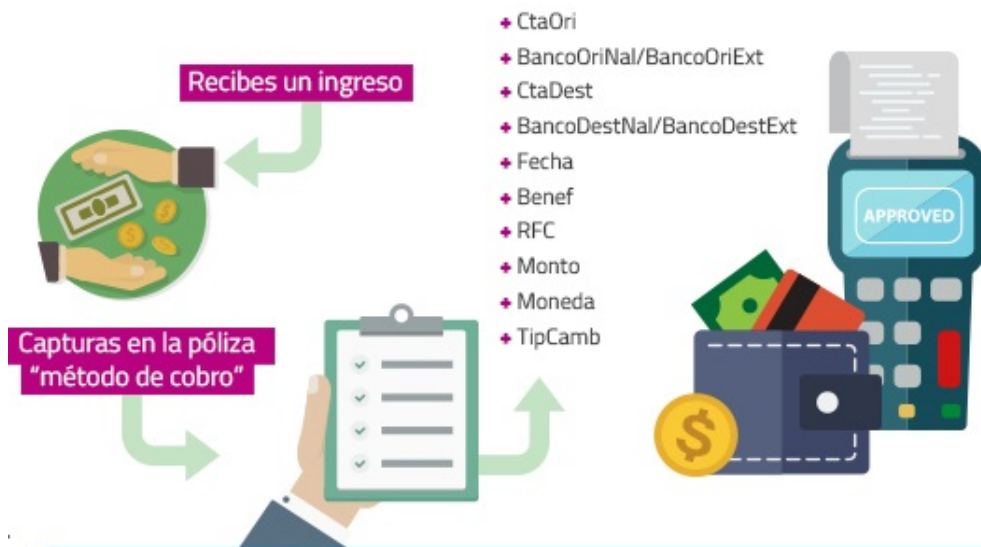 Recibes un ingreso
Capturas en la póliza
“método de cobro”
+ CtaOri
+ BancoOriNal/BancoOriExt
+ CtaDest
+ BancoDestNal/BancoDestExt
+ Fecha
+ Benef
+ RFC
+ Monto
+ Moneda
+ TipCamb
APPROVED
$
$
$